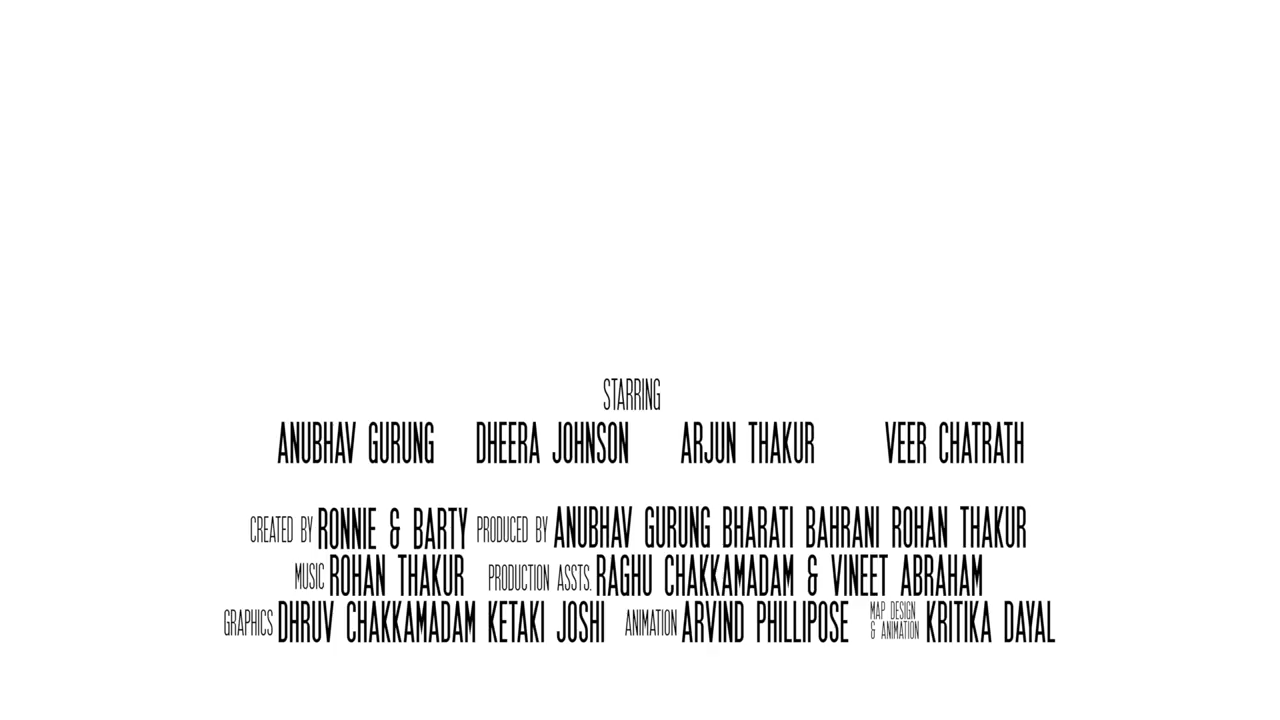 STARRING
ANUBHAV GURUNG DHEERA JOHNSON ARJUN THAKUR VEER CHATRATH
CREATED BY RONNIE & BARTY PRODUCED BY ANUBHAV GURUNG BHARATI BAHRANI ROHAN THAKUR
MUSIC ROHAN THAKUR PRODUCTION ASSTS. RAGHU CHAKKAMADAM & VINEET ABRAHAM
GRAPHICS DHRUV CHAKKAMADAM KETAKI JOSHI ANIMATION ARVIND PHILLIPOSE MAP DESIGN & ANIMATION KRITIKA DAYAL